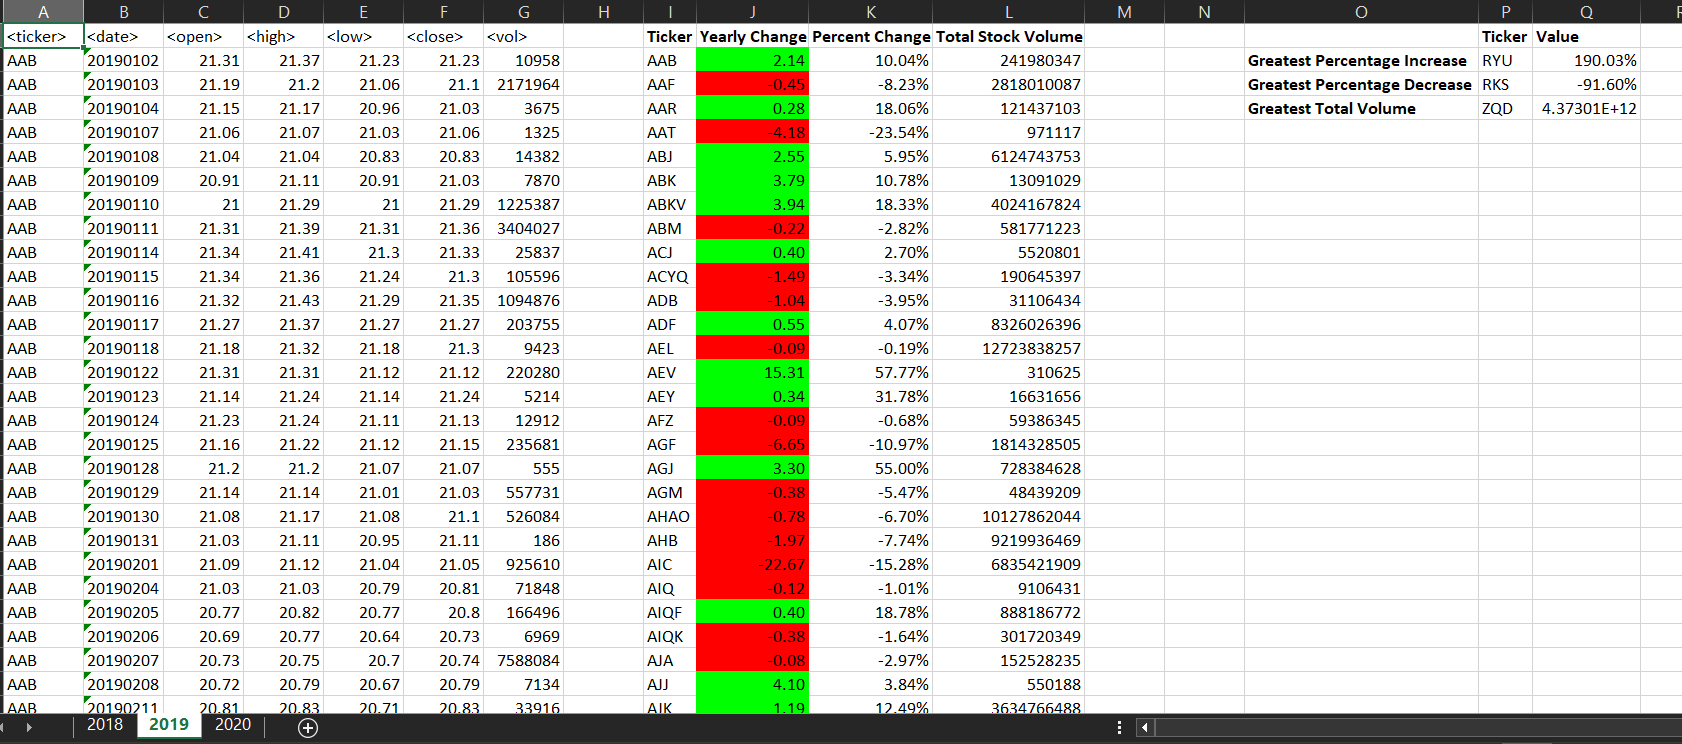 A B C D E F G H I J K L M N O P Q
<ticker> <date> <open> <high> <low> <close> <vol> Ticker Yearly Change Percent Change Total Stock Volume Ticker Value
AAB 20190102 21.31 21.37 21.23 21.23 10958 AAB 2.14 10.04% 241980347 Greatest Percentage Increase RYU 190.03%
AAB 20190103 21.19 21.2 21.06 21.1 2171964 AAF -0.45 -8.23% 2818010087 Greatest Percentage Decrease RKS -91.60%
AAB 20190104 21.15 21.17 20.96 21.03 3675 AAR 0.28 18.06% 121437103 Greatest Total Volume ZQD 4.37301E+12
AAB 20190107 21.06 21.07 21.03 21.06 1325 AAT -4.18 -23.54% 971117
AAB 20190108 21.04 21.04 20.83 20.83 14382 ABJ 2.55 5.95% 6124743753
AAB 20190109 20.91 21.11 20.91 21.03 7870 ABK 3.79 10.78% 13091029
AAB 20190110 21 21.29 21 21.29 1225387 ABKV 3.94 18.33% 4024167824
AAB 20190111 21.31 21.39 21.31 21.36 3404027 ABM -0.22 -2.82% 581771223
AAB 20190114 21.34 21.41 21.3 21.33 25837 ACJ 0.40 2.70% 5520801
AAB 20190115 21.34 21.36 21.24 21.3 105596 ACYQ -1.49 -3.34% 190645397
AAB 20190116 21.32 21.43 21.29 21.35 1094876 ADB -1.04 -3.95% 31106434
AAB 20190117 21.27 21.37 21.27 21.27 203755 ADF 0.55 4.07% 8326026396
AAB 20190118 21.18 21.32 21.18 21.3 9423 AEL -0.09 -0.19% 12723838257
AAB 20190122 21.31 21.31 21.12 21.12 220280 AEV 15.31 57.77% 310625
AAB 20190123 21.14 21.24 21.14 21.24 5214 AEY 0.34 31.78% 16631656
AAB 20190124 21.23 21.24 21.11 21.13 12912 AFZ -0.09 -0.68% 59386345
AAB 20190125 21.16 21.22 21.12 21.15 235681 AGF -6.65 -10.97% 1814328505
AAB 20190128 21.2 21.2 21.07 21.07 555 AGJ 3.30 55.00% 728384628
AAB 20190129 21.14 21.14 21.01 21.03 557731 AGM -0.38 -5.47% 48439209
AAB 20190130 21.08 21.17 21.08 21.1 526084 AHAO -0.78 -6.70% 10127862044
AAB 20190131 21.03 21.11 20.95 21.11 186 AHB -1.97 -7.74% 9219936469
AAB 20190201 21.09 21.12 21.04 21.05 925610 AIC -22.67 -15.28% 6835421909
AAB 20190204 21.03 21.03 20.79 20.81 71848 AIQ -0.12 -1.01% 9106431
AAB 20190205 20.77 20.82 20.77 20.8 166496 AIQF 0.40 18.78% 888186772
AAB 20190206 20.69 20.77 20.64 20.73 6969 AIQK -0.38 -1.64% 301720349
AAB 20190207 20.73 20.75 20.7 20.74 7588084 AJA -0.08 -2.97% 152528235
AAB 20190208 20.72 20.79 20.67 20.79 7134 AJJ 4.10 3.84% 550188
AAB 20190211 20.81 20.83 20.71 20.83 33916 AJK 1.19 12.49% 3634766488
2018 2019 2020